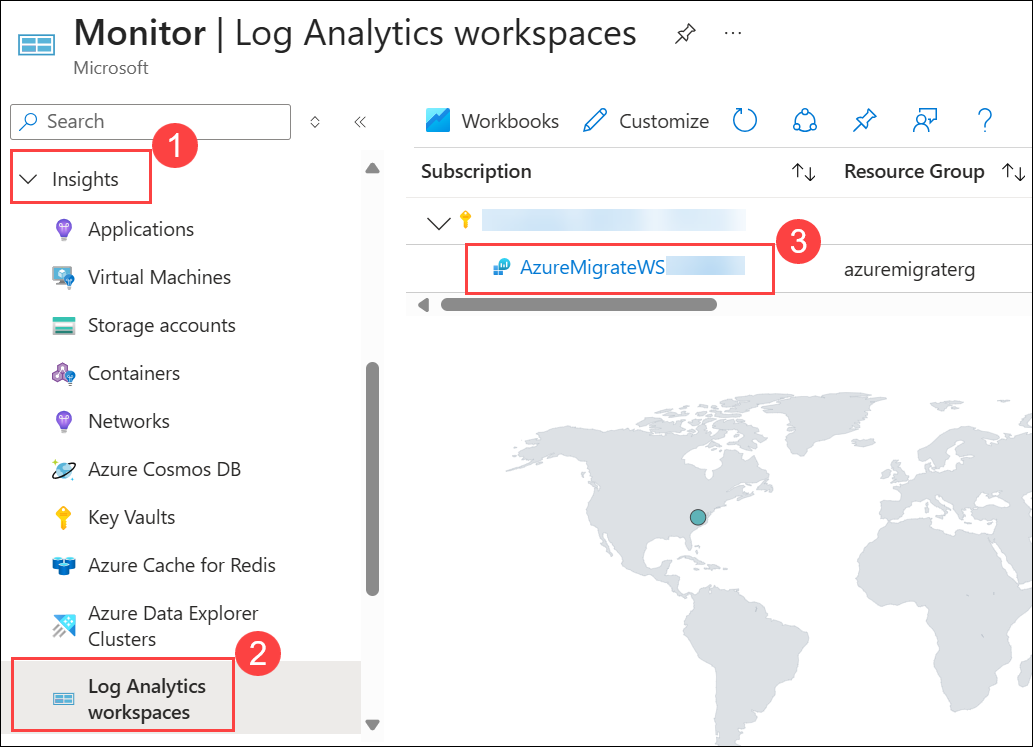 Monitor | Log Analytics workspaces
...
Microsoft
Search
1
Insights
Applications
Virtual Machines
Storage accounts
Containers
Networks
Azure Cosmos DB
Key Vaults
Azure Cache for Redis
Azure Data Explorer
Clusters
2
Log Analytics
workspaces
Workbooks
Customize
?
Subscription
Resource Group
3
AzureMigrateWS
azuremigraterg